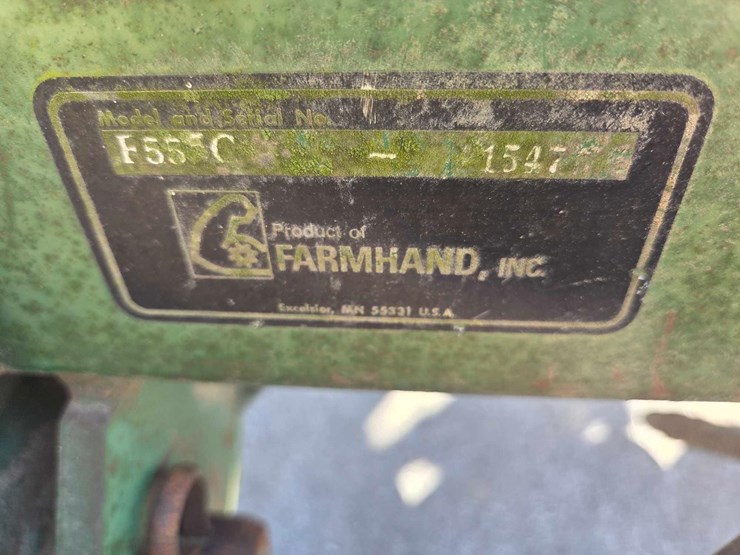 Model and Serial No.
F555C - 1547
Product of
FARMHAND, INC.
Excelsior, MN 55331 U.S.A.